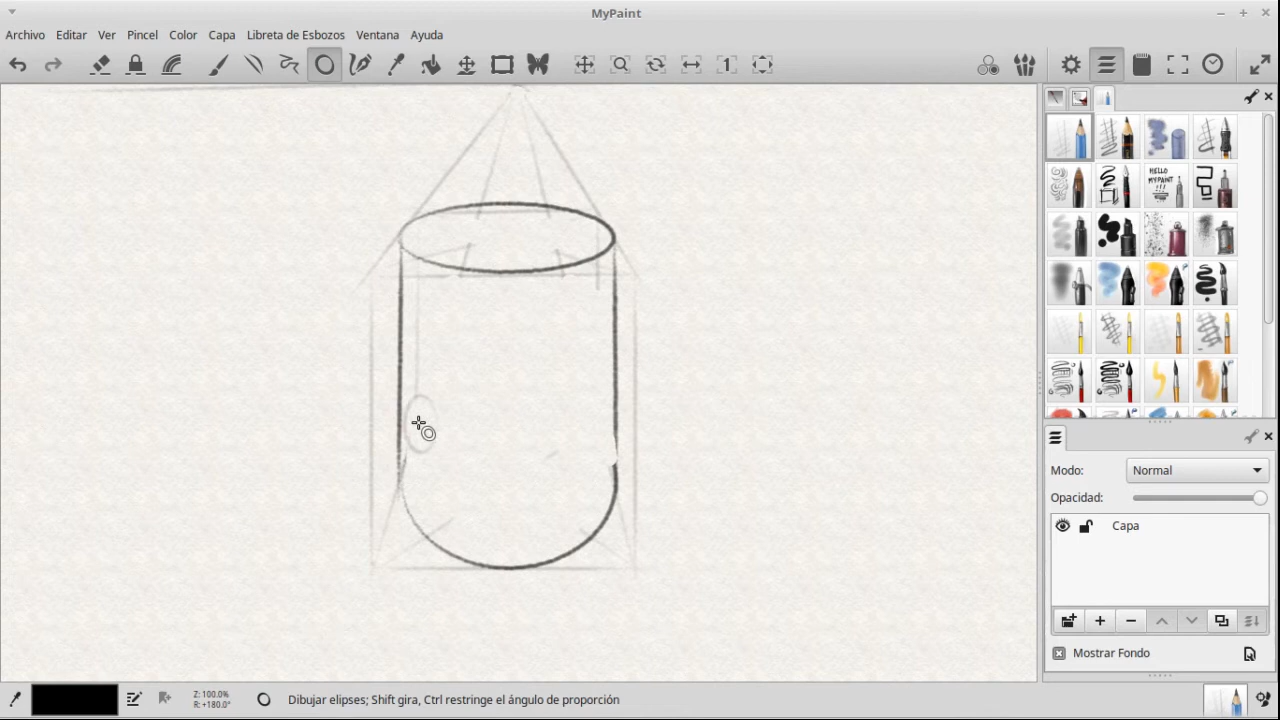 MyPaint
Archivo Editar Ver Pincel Color Capa Libreta de Esbozos Ventana Ayuda
1
HELLO
MYPAINT
!!!
Modo: Normal
Opacidad:
Capa
Mostrar Fondo
Z: 100.0%
R: +180.0°
Dibujar elipses; Shift gira, Ctrl restringe el ángulo de proporción